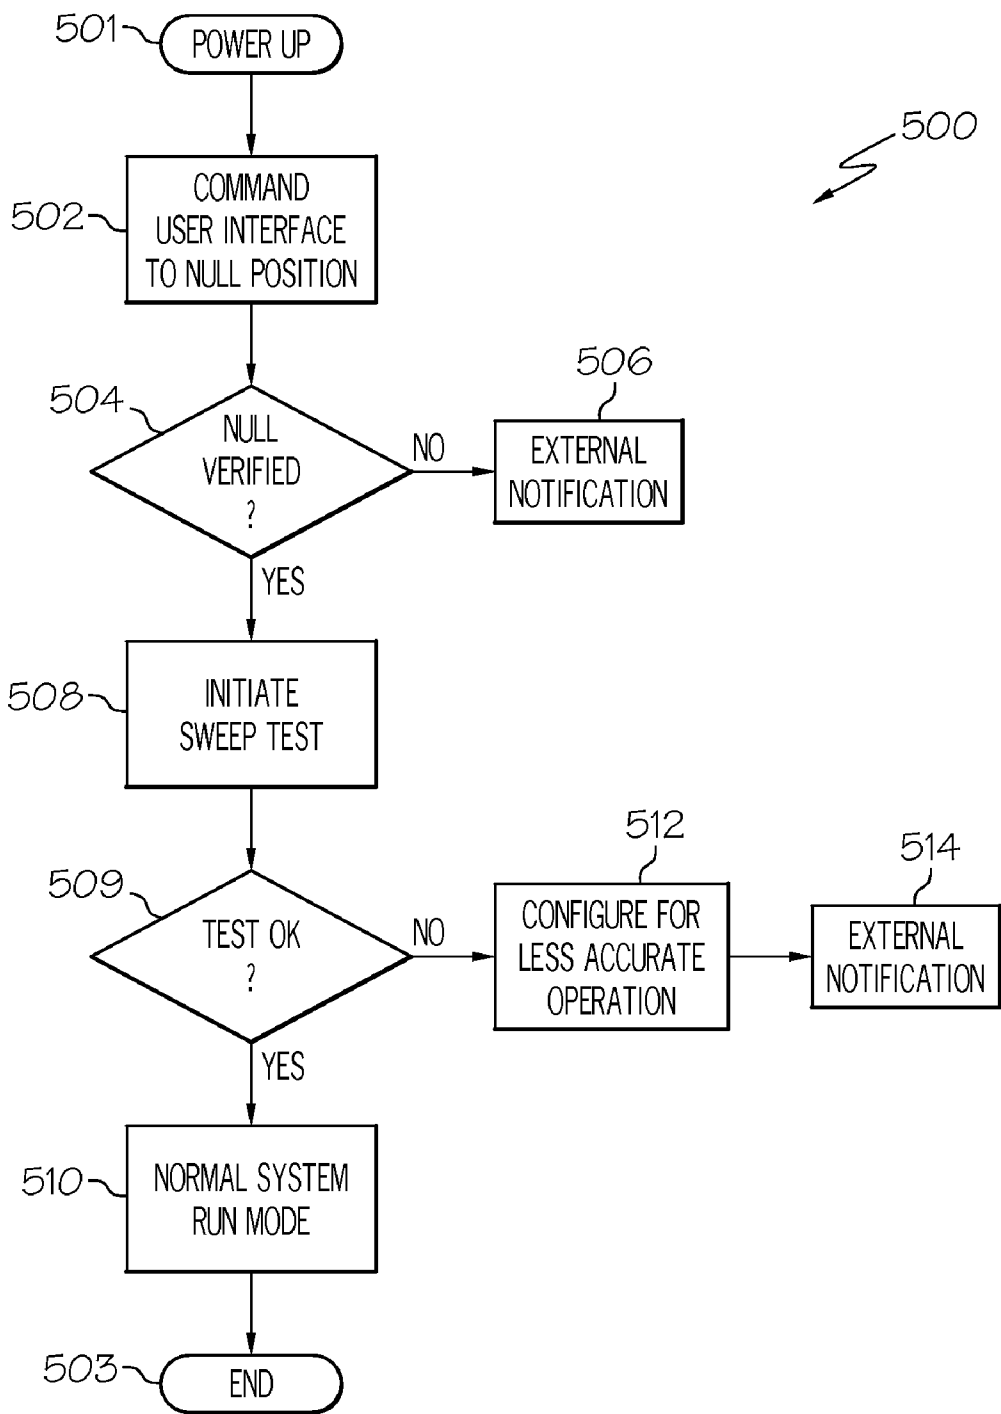 501
POWER UP
500
502
COMMAND
USER INTERFACE
TO NULL POSITION
504
NULL
VERIFIED
?
NO
506
EXTERNAL
NOTIFICATION
YES
508
INITIATE
SWEEP TEST
509
TEST OK
?
NO
512
CONFIGURE FOR
LESS ACCURATE
OPERATION
514
EXTERNAL
NOTIFICATION
YES
510
NORMAL SYSTEM
RUN MODE
503
END